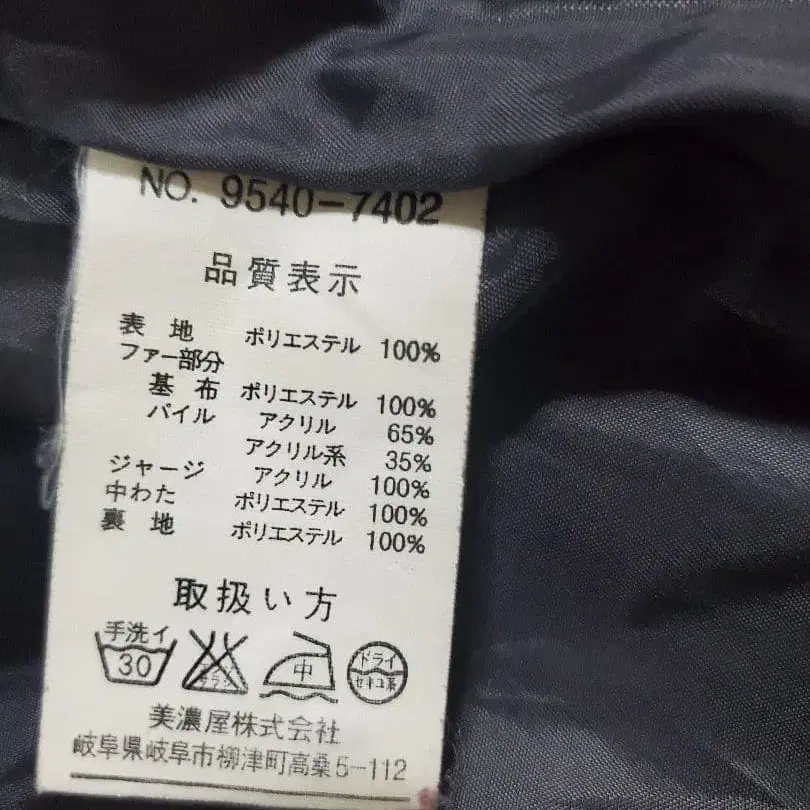 NO. 9540-7402
品質表示
表 地 ポリエステル 100%
ファー部分
基 布 ポリエステル 100%
パイル アクリル 65%
アクリル系 35%
ジャージ アクリル 100%
中わた ポリエステル 100%
裏 地 ポリエステル 100%
取扱い方
手洗イ 30 中 ドライ セキユ系
美濃屋株式会社
岐阜県岐阜市柳津町高桑5-112